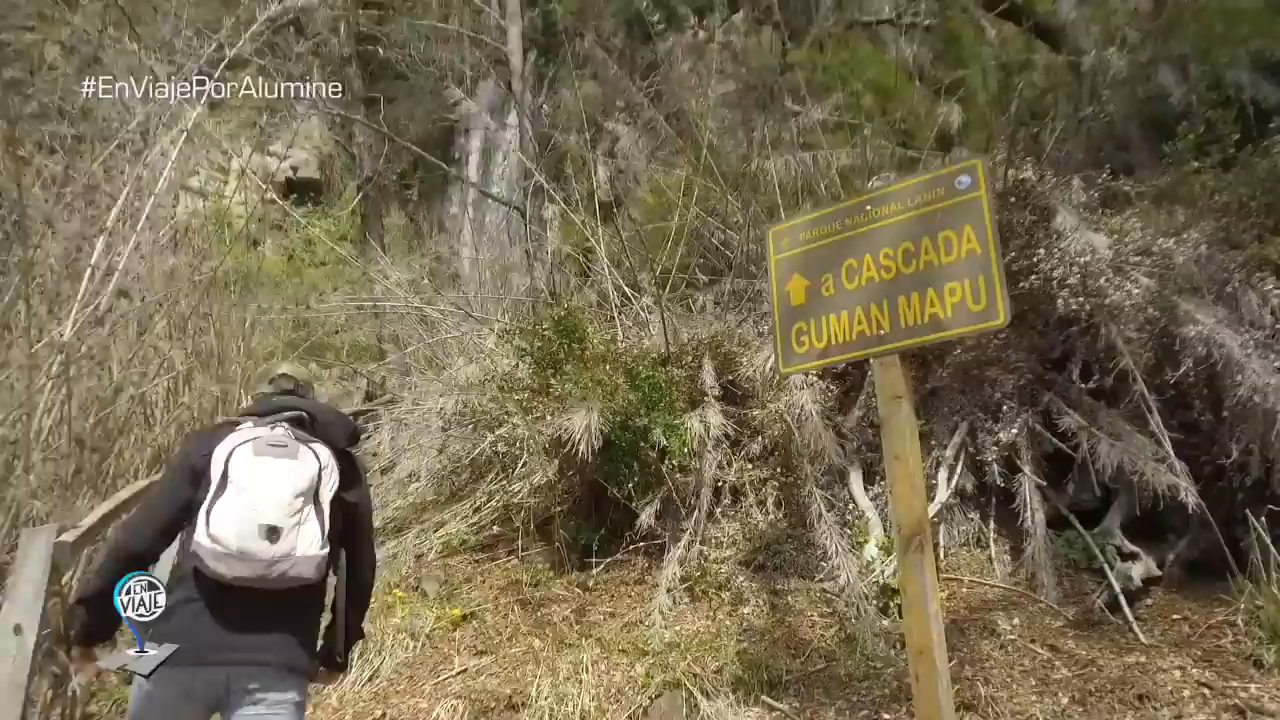 #EnViajePorAlumine
PARQUE NACIONAL LANIN
a CASCADA
GUMAN MAPU
EN
VIAJE